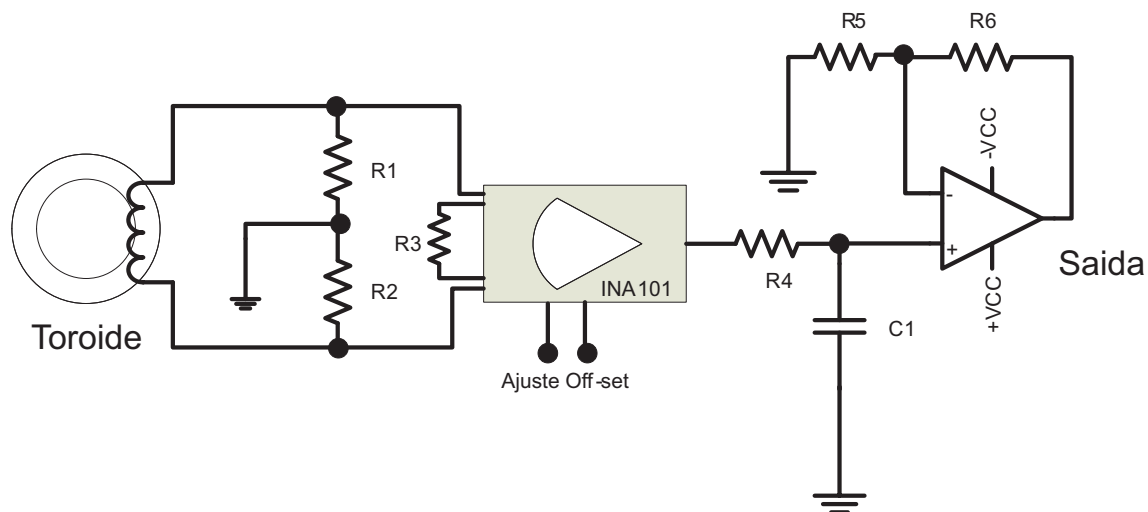 R5
R6
R1
-VCC
R3
R2
R4
INA101
+VCC
Saida
Toroide
C1
Ajuste Off-set
-
+